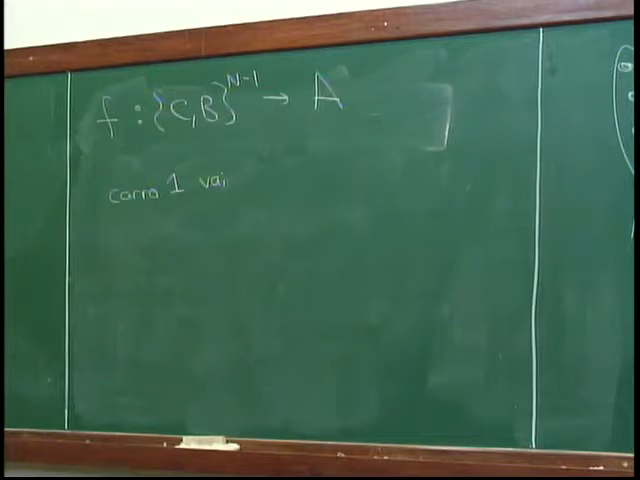 f : {C, B}^{N-1} → A
carro 1 vai